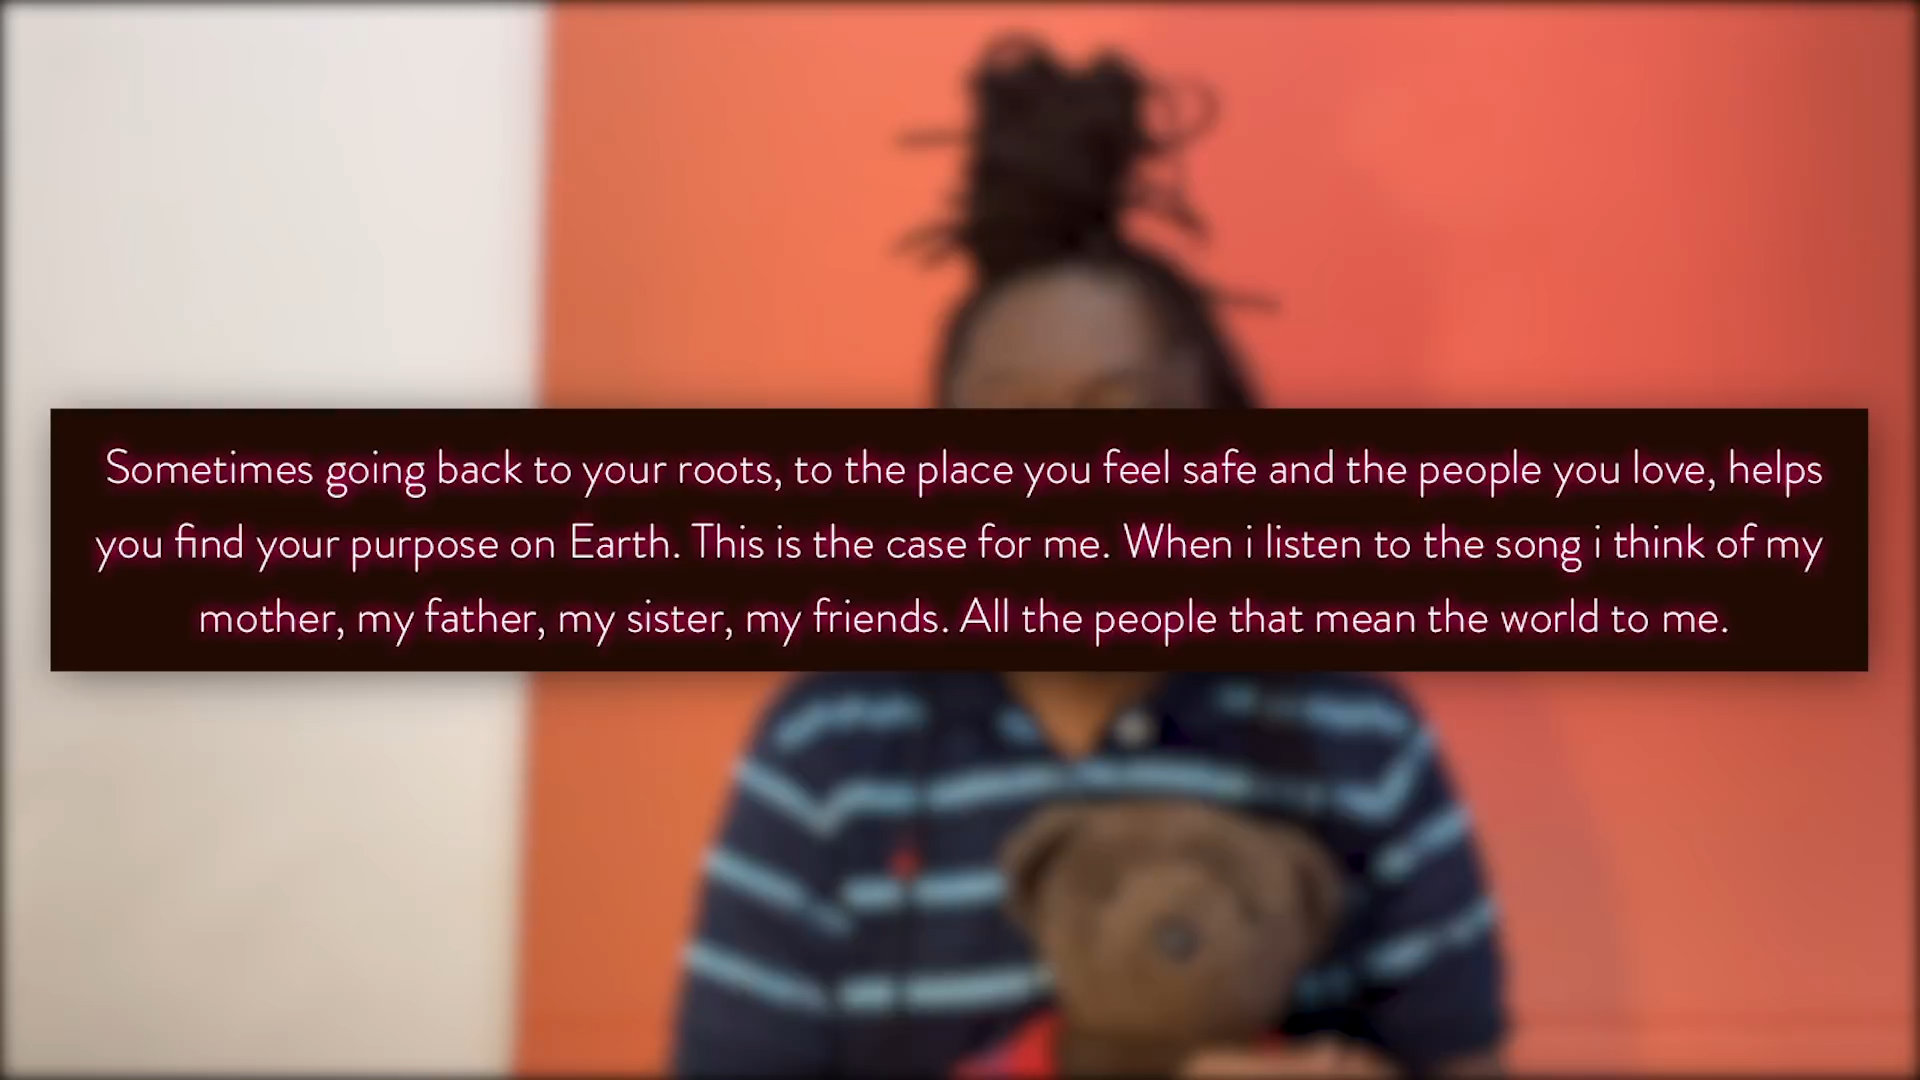 Sometimes going back to your roots, to the place you feel safe and the people you love, helps
you find your purpose on Earth. This is the case for me. When i listen to the song i think of my
mother, my father, my sister, my friends. All the people that mean the world to me.